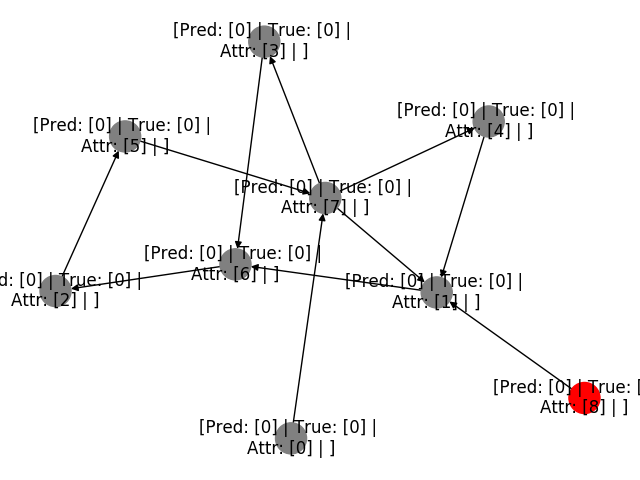 [Pred: [0] | True: [0] |
Attr: [3] | ]
[Pred: [0] | True: [0] |
Attr: [4] | ]
[Pred: [0] | True: [0] |
Attr: [5] | ]
[Pred: [0] | True: [0] |
Attr: [7] | ]
[Pred: [0] | True: [0] |
Attr: [6] | ]
d: [0] | True: [0] |
Attr: [2] | ]
[Pred: [0] | True: [0] |
Attr: [1] | ]
[Pred: [0] | True: [
Attr: [8] | ]
[Pred: [0] | True: [0] |
Attr: [0] | ]